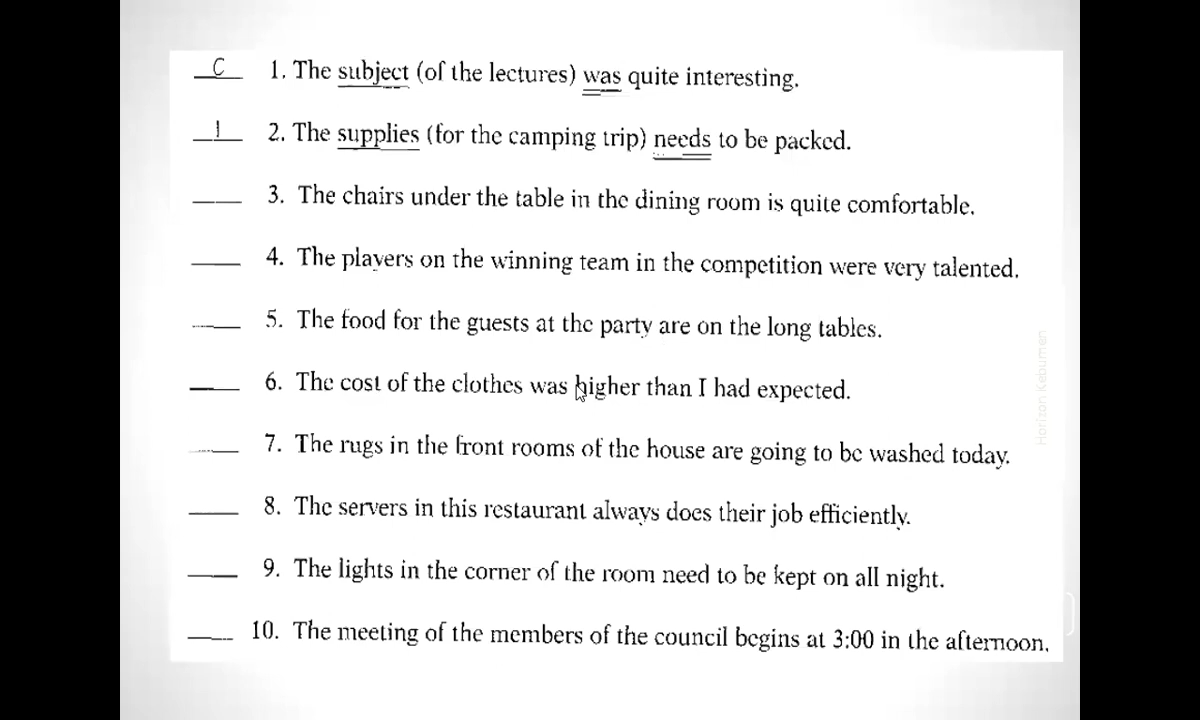 C 1. The subject (of the lectures) was quite interesting.
I 2. The supplies (for the camping trip) needs to be packed.
3. The chairs under the table in the dining room is quite comfortable.
4. The players on the winning team in the competition were very talented.
5. The food for the guests at the party are on the long tables.
6. The cost of the clothes was higher than I had expected.
7. The rugs in the front rooms of the house are going to be washed today.
8. The servers in this restaurant always does their job efficiently.
9. The lights in the corner of the room need to be kept on all night.
10. The meeting of the members of the council begins at 3:00 in the afternoon.
Horizon Kebumen